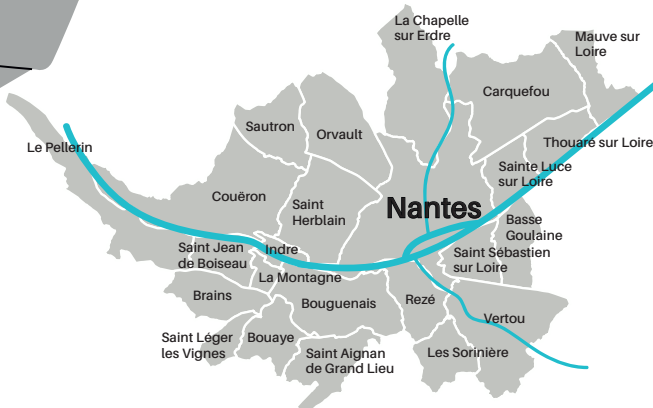 La Chapelle
sur Erdre
Mauve sur
Loire
Carquefou
Sautron
Orvault
Thouaré sur Loire
Le Pellerin
Sainte Luce
sur Loire
Couëron
Saint
Herblain
Nantes
Basse
Goulaine
Saint Jean
de Boiseau
Indre
Saint Sébastien
sur Loire
La Montagne
Brains
Bouguenais
Rezé
Vertou
Saint Léger
les Vignes
Bouaye
Saint Aignan
de Grand Lieu
Les Sorinière